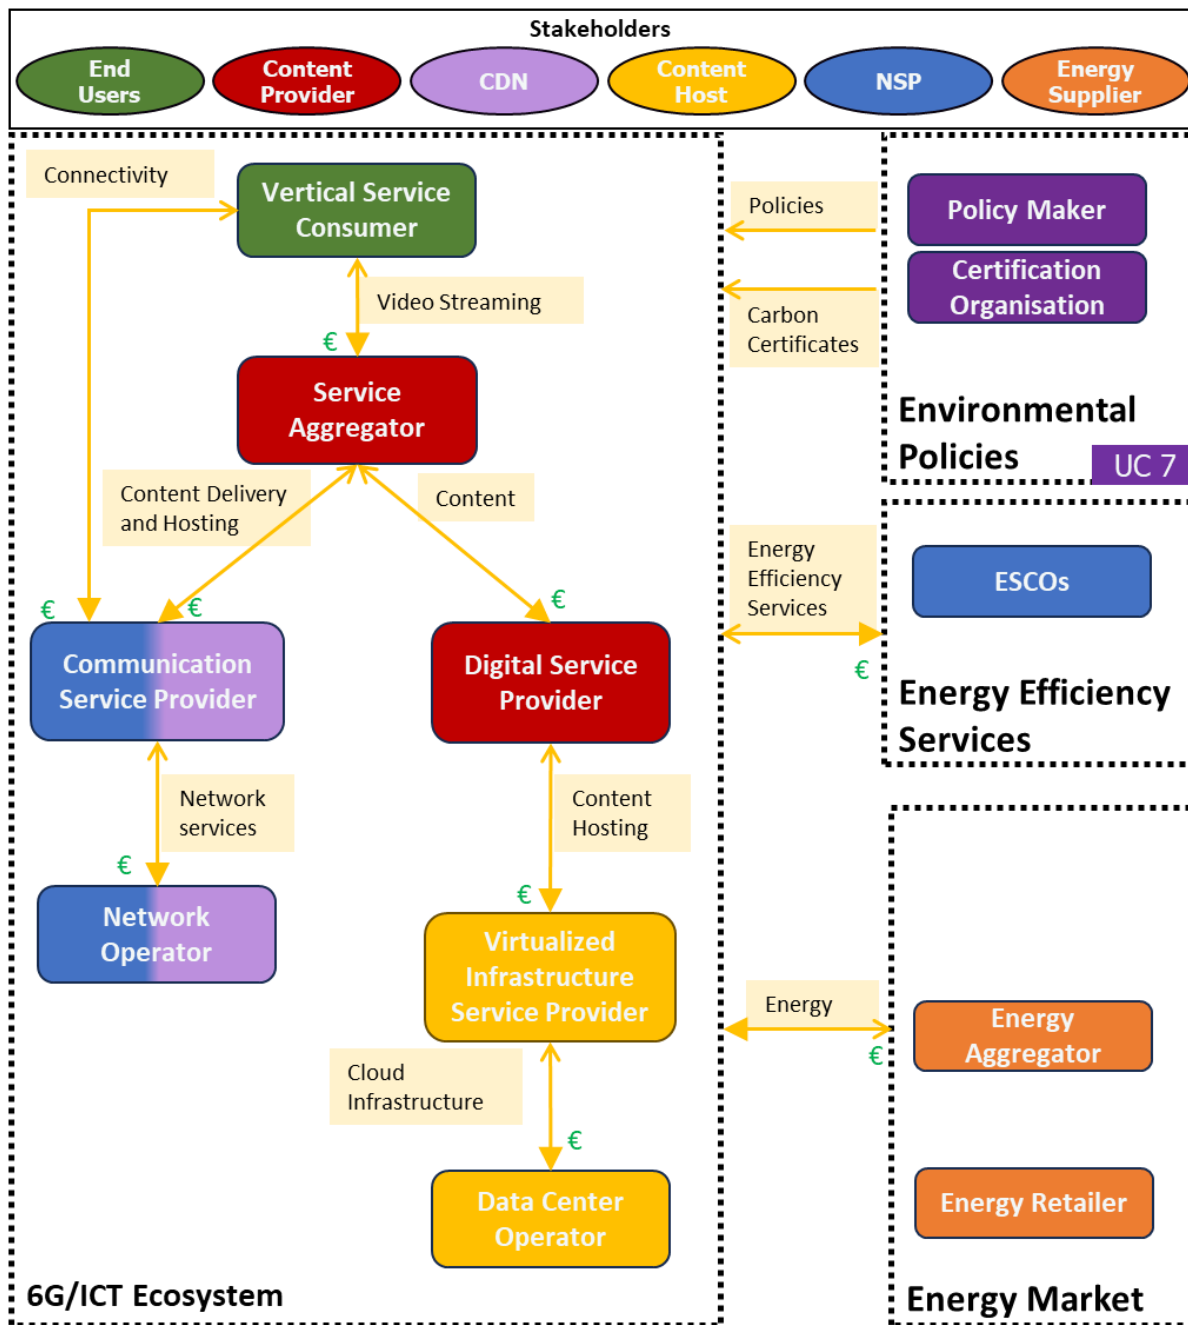 Stakeholders
End
Users
Content
Provider
CDN
Content
Host
NSP
Energy
Supplier
Connectivity
Vertical Service
Consumer
Video Streaming
€
Service
Aggregator
Content Delivery
and Hosting
Content
€
€
€
Communication
Service Provider
Digital Service
Provider
Network
services
Content
Hosting
€
€
Network
Operator
Virtualized
Infrastructure
Service Provider
Cloud
Infrastructure
€
Data Center
Operator
6G/ICT Ecosystem
Policies
Carbon
Certificates
Policy Maker
Certification
Organisation
Environmental
Policies
UC 7
Energy
Efficiency
Services
€
ESCOs
Energy Efficiency
Services
Energy
€
Energy
Aggregator
Energy Retailer
Energy Market